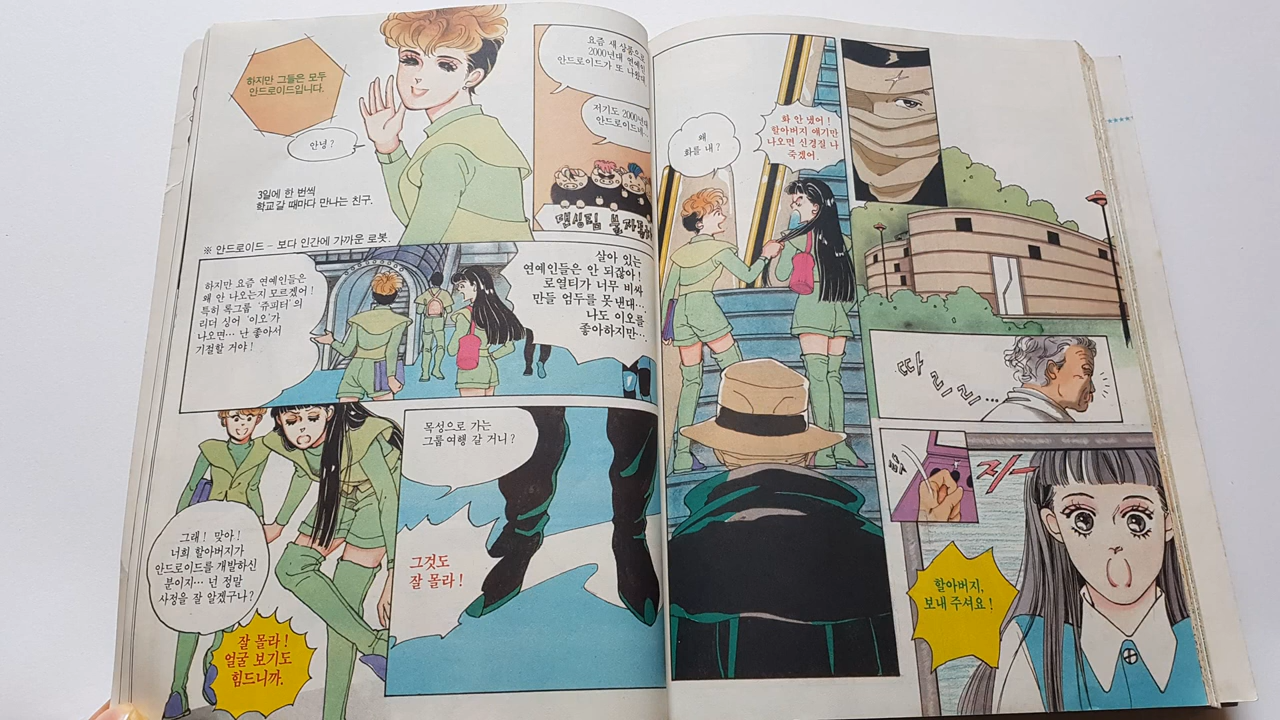 하지만 그들은 모두
안드로이드입니다.
안녕?
3일에 한 번씩
학교갈 때마다 만나는 친구.
※ 안드로이드 – 보다 인간에 가까운 로봇.
요즘 새 상품으로
2000년대 연예인
안드로이드가 또 나왔대
저기도 2000년대
안드로이드네…
댄싱팀
하지만 요즘 연예인들은
왜 안 나오는지 모르겠어!
특히 록그룹 '쥬피터'의
리더 싱어 '이오'가
나오면… 난 좋아서
기절할 거야!
살아 있는
연예인들은 안 되잖아!
로열티가 너무 비싸
만들 엄두를 못 낸대…
나도 이오를
좋아하지만…
그래! 맞아!
너희 할아버지가
안드로이드를 개발하신
분이지… 넌 정말
사정을 잘 알겠구나?
잘 몰라!
얼굴 보기도
힘드니까.
목성으로 가는
그룹여행 갈 거니?
그것도
잘 몰라!
왜
화를 내?
화 안 냈어!
할아버지 얘기만
나오면 신경질 나
죽겠어.
따리리…
자–
할아버지,
보내 주셔요!